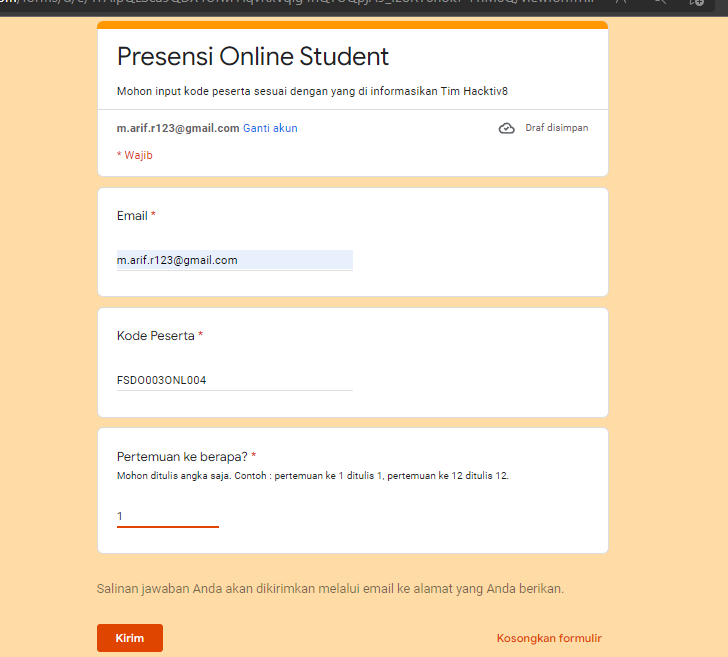 Presensi Online Student
Mohon input kode peserta sesuai dengan yang di informasikan Tim Hacktiv8
m.arif.r123@gmail.com Ganti akun
Draf disimpan
* Wajib
Email *
m.arif.r123@gmail.com
Kode Peserta *
FSDO003ONL004
Pertemuan ke berapa? *
Mohon ditulis angka saja. Contoh : pertemuan ke 1 ditulis 1, pertemuan ke 12 ditulis 12.
1
Salinan jawaban Anda akan dikirimkan melalui email ke alamat yang Anda berikan.
Kirim
Kosongkan formulir